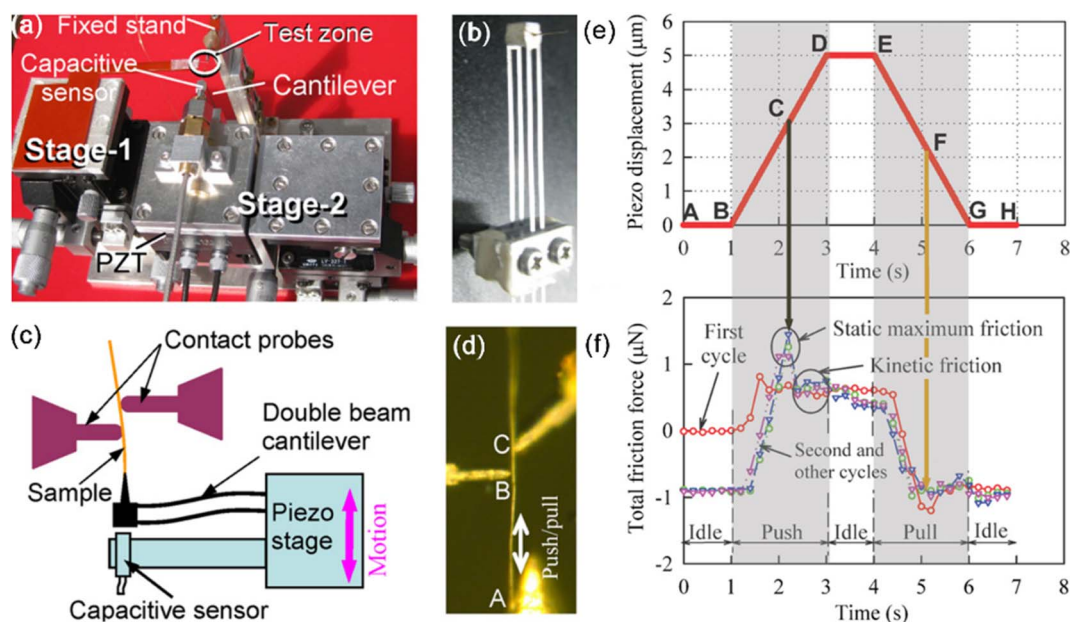 (a)
Fixed stand
Test zone
Capacitive
sensor
Cantilever
Stage-1
Stage-2
PZT
(b)
(c)
Contact probes
Double beam
cantilever
Sample
Piezo
stage
Motion
Capacitive sensor
(d)
C
B
Push/pull
A
(e)
Piezo displacement (μm)
6
5
4
3
2
1
0
A
B
C
D
E
F
G
H
0 1 2 3 4 5 6 7 8
Time (s)
(f)
Total friction force (μN)
2
1
0
-1
-2
First
cycle
Static maximum friction
Kinetic friction
Second and
other cycles
Idle
Push
Idle
Pull
Idle
0 1 2 3 4 5 6 7 8
Time (s)